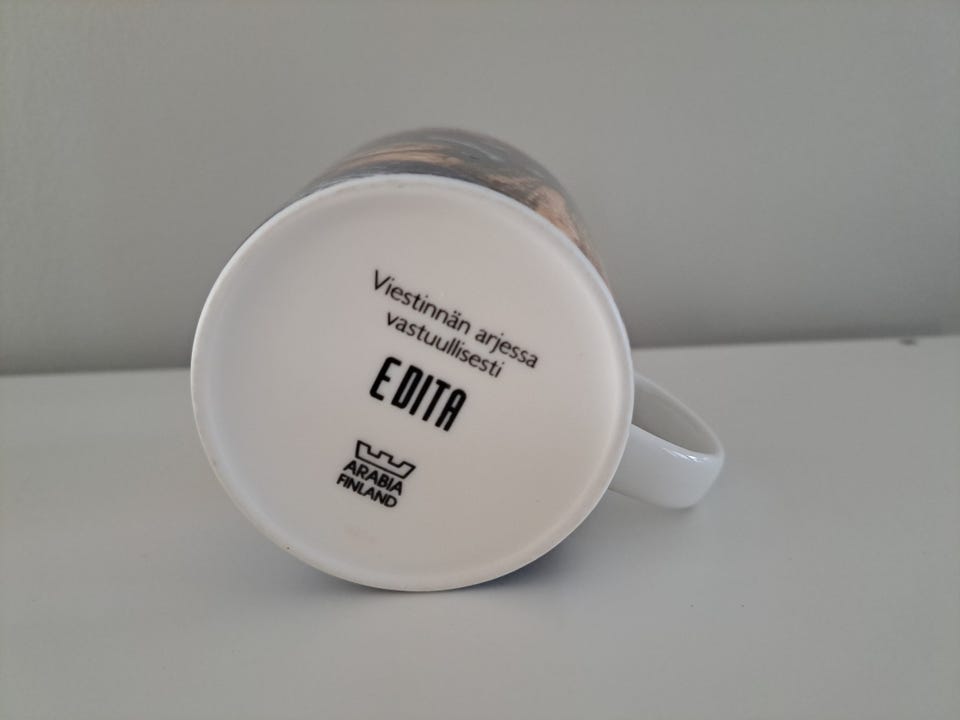 Viestinnän arjessa
vastuullisesti
EDITA
ARABIA
FINLAND